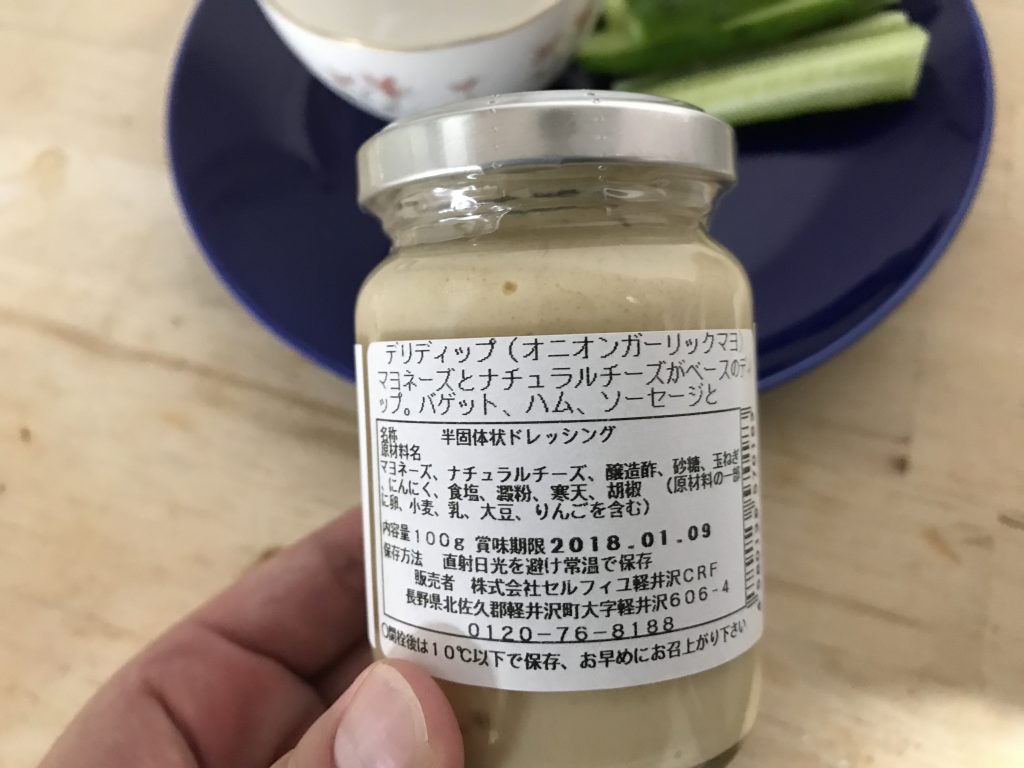 デリディップ（オニオンガーリックマヨ）
マヨネーズとナチュラルチーズがベースのディ
ップ。バゲット、ハム、ソーセージと
名称 半固体状ドレッシング
原材料名
マヨネーズ、ナチュラルチーズ、醸造酢、砂糖、玉ねぎ
、にんにく、食塩、澱粉、寒天、胡椒 （原材料の一部
に卵、小麦、乳、大豆、りんごを含む）
内容量100g 賞味期限2018.01.09
保存方法 直射日光を避け常温で保存
販売者 株式会社セルフィユ軽井沢CRF
長野県北佐久郡軽井沢町大字軽井沢606-4
0120-76-8188
○開栓後は10℃以下で保存、お早めにお召上がり下さい